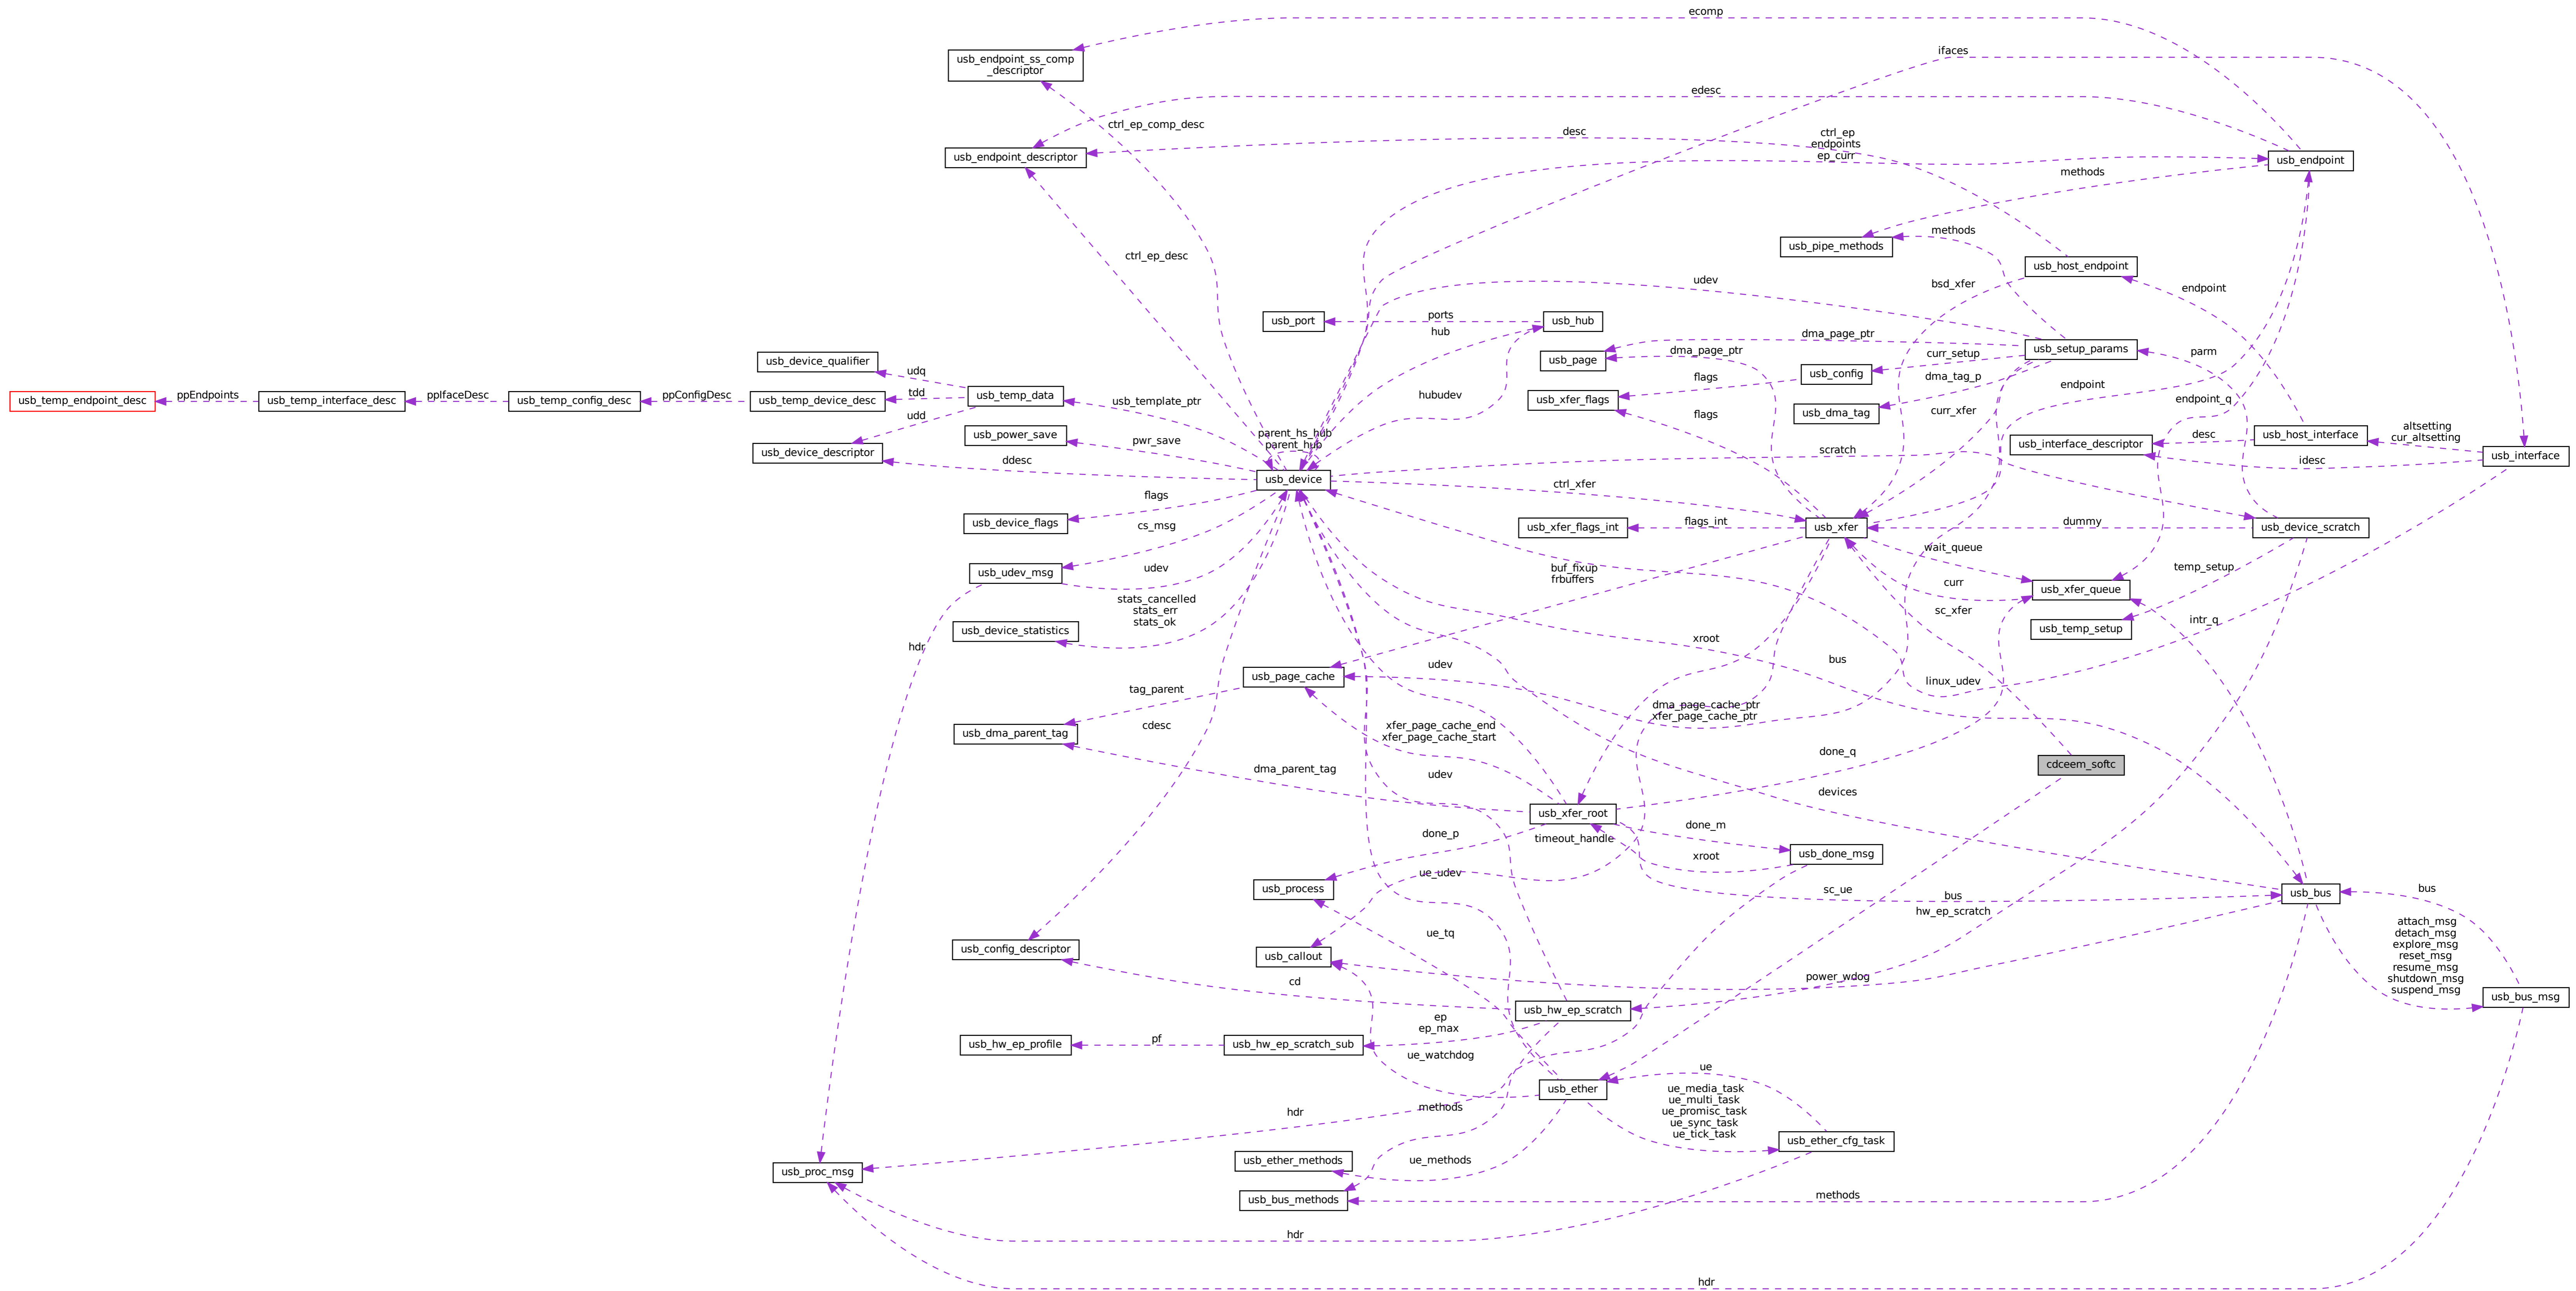 ecomp
ifaces
usb_endpoint_ss_comp
_descriptor
edesc
ctrl_ep_comp_desc
desc
ctrl_ep
endpoints
ep_curr
usb_endpoint_descriptor
usb_endpoint
methods
methods
usb_pipe_methods
ctrl_ep_desc
usb_host_endpoint
udev
bsd_xfer
endpoint
usb_port
ports
usb_hub
hub
dma_page_ptr
usb_setup_params
parm
usb_device_qualifier
usb_page
dma_page_ptr
curr_setup
udq
usb_config
flags
dma_tag_p
endpoint
usb_temp_endpoint_desc
ppEndpoints
usb_temp_interface_desc
ppIfaceDesc
usb_temp_config_desc
ppConfigDesc
usb_temp_device_desc
tdd
usb_temp_data
usb_template_ptr
hubudev
usb_xfer_flags
endpoint_q
udd
flags
usb_dma_tag
curr_xfer
altsetting
cur_altsetting
usb_power_save
pwr_save
parent_hs_hub
parent_hub
usb_host_interface
desc
usb_interface_descriptor
usb_device_descriptor
ddesc
scratch
idesc
usb_interface
usb_device
ctrl_xfer
flags
usb_device_flags
cs_msg
usb_xfer_flags_int
flags_int
usb_xfer
dummy
usb_device_scratch
wait_queue
usb_udev_msg
udev
buf_fixup
frbuffers
temp_setup
curr
usb_xfer_queue
stats_cancelled
stats_err
stats_ok
sc_xfer
usb_device_statistics
usb_temp_setup
intr_q
hdr
xroot
bus
udev
usb_page_cache
linux_udev
tag_parent
dma_page_cache_ptr
xfer_page_cache_ptr
cdesc
xfer_page_cache_end
xfer_page_cache_start
usb_dma_parent_tag
done_q
cdceem_softc
dma_parent_tag
udev
devices
usb_xfer_root
done_m
done_p
timeout_handle
xroot
usb_done_msg
ue_udev
usb_process
sc_ue
bus
hw_ep_scratch
usb_bus
bus
attach_msg
detach_msg
explore_msg
reset_msg
resume_msg
shutdown_msg
suspend_msg
ue_tq
usb_config_descriptor
usb_callout
cd
power_wdog
usb_bus_msg
usb_hw_ep_scratch
ep
ep_max
usb_hw_ep_profile
pf
usb_hw_ep_scratch_sub
ue_watchdog
ue
usb_ether
ue_media_task
ue_multi_task
ue_promisc_task
ue_sync_task
ue_tick_task
hdr
methods
usb_ether_cfg_task
usb_proc_msg
usb_ether_methods
ue_methods
usb_bus_methods
methods
hdr
hdr